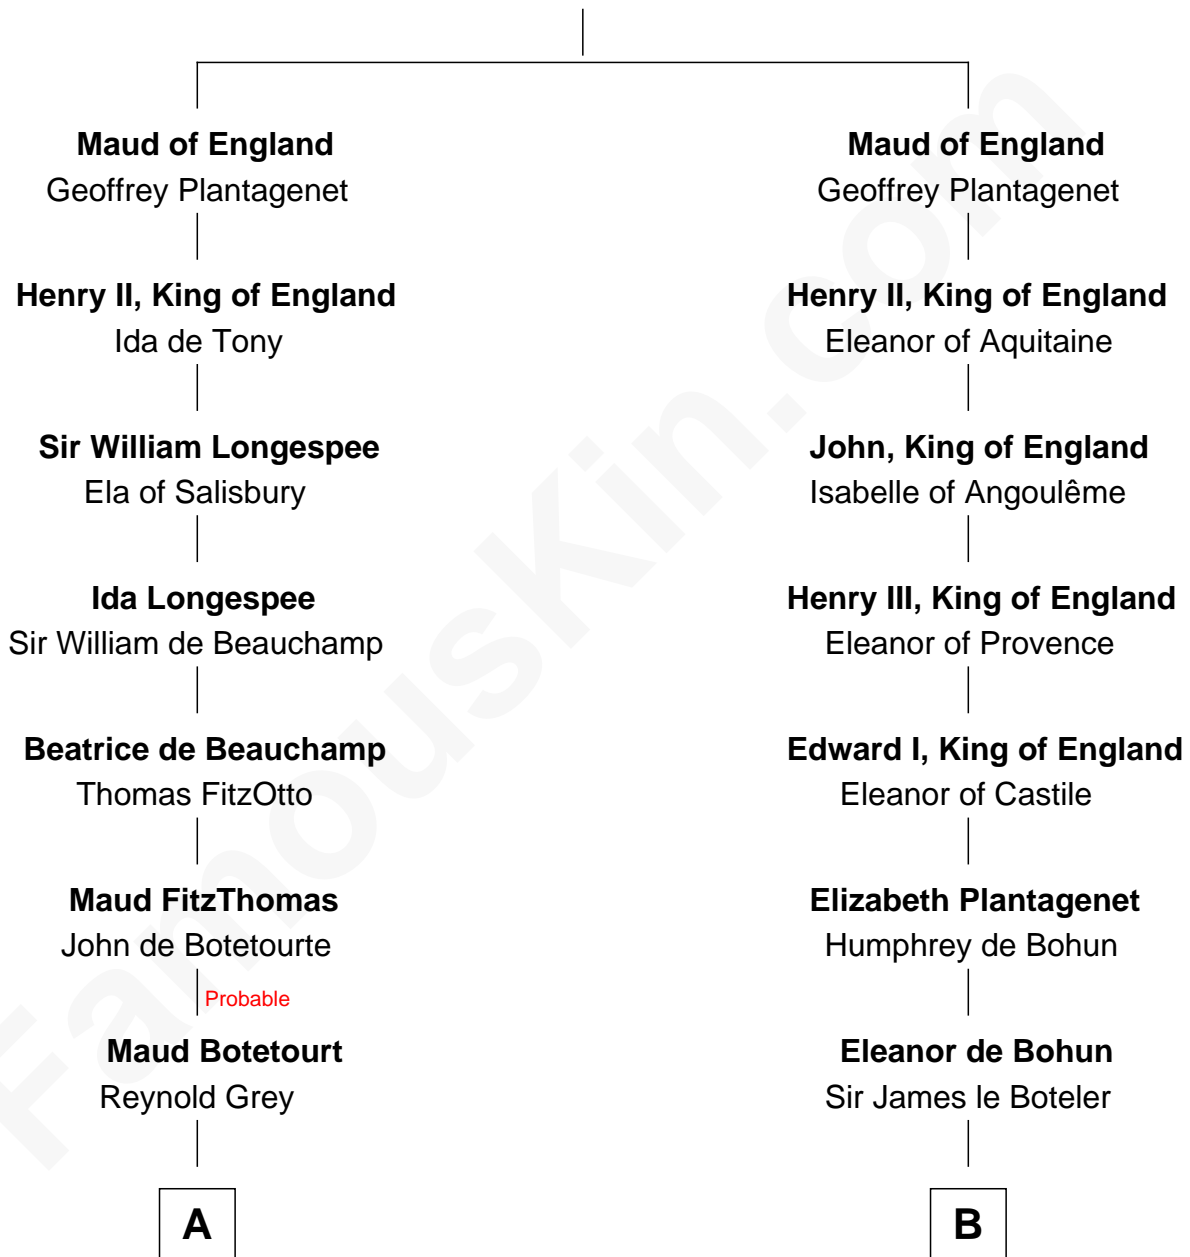 Maud of England
Geoffrey Plantagenet
Henry II, King of England
Ida de Tony
Sir William Longespee
Ela of Salisbury
Ida Longespee
Sir William de Beauchamp
Beatrice de Beauchamp
Thomas FitzOtto
Maud FitzThomas
John de Botetourte
Probable
Maud Botetourt
Reynold Grey
A
Maud of England
Geoffrey Plantagenet
Henry II, King of England
Eleanor of Aquitaine
John, King of England
Isabelle of Angoulême
Henry III, King of England
Eleanor of Provence
Edward I, King of England
Eleanor of Castile
Elizabeth Plantagenet
Humphrey de Bohun
Eleanor de Bohun
Sir James le Boteler
B
FamousKin.com